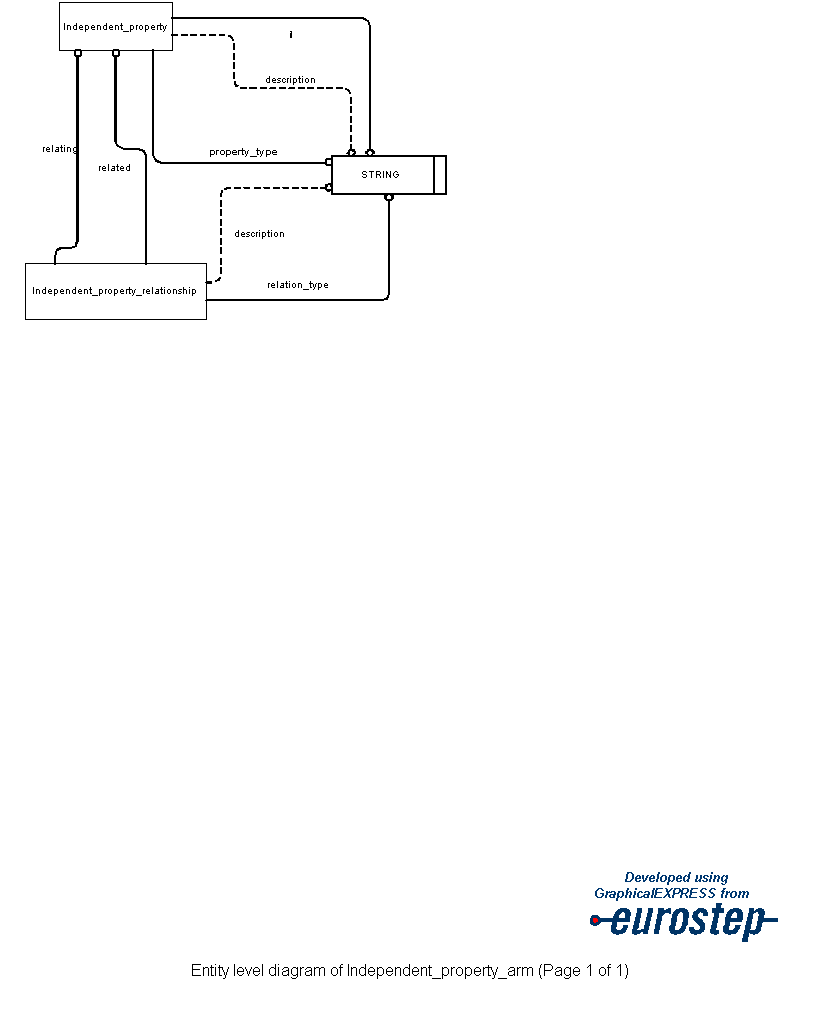 Independent_property
i
description
relating
property_type
related
STRING
description
relation_type
Independent_property_relationship
Developed using
GraphicalEXPRESS from
eurostep
Entity level diagram of Independent_property_arm (Page 1 of 1)